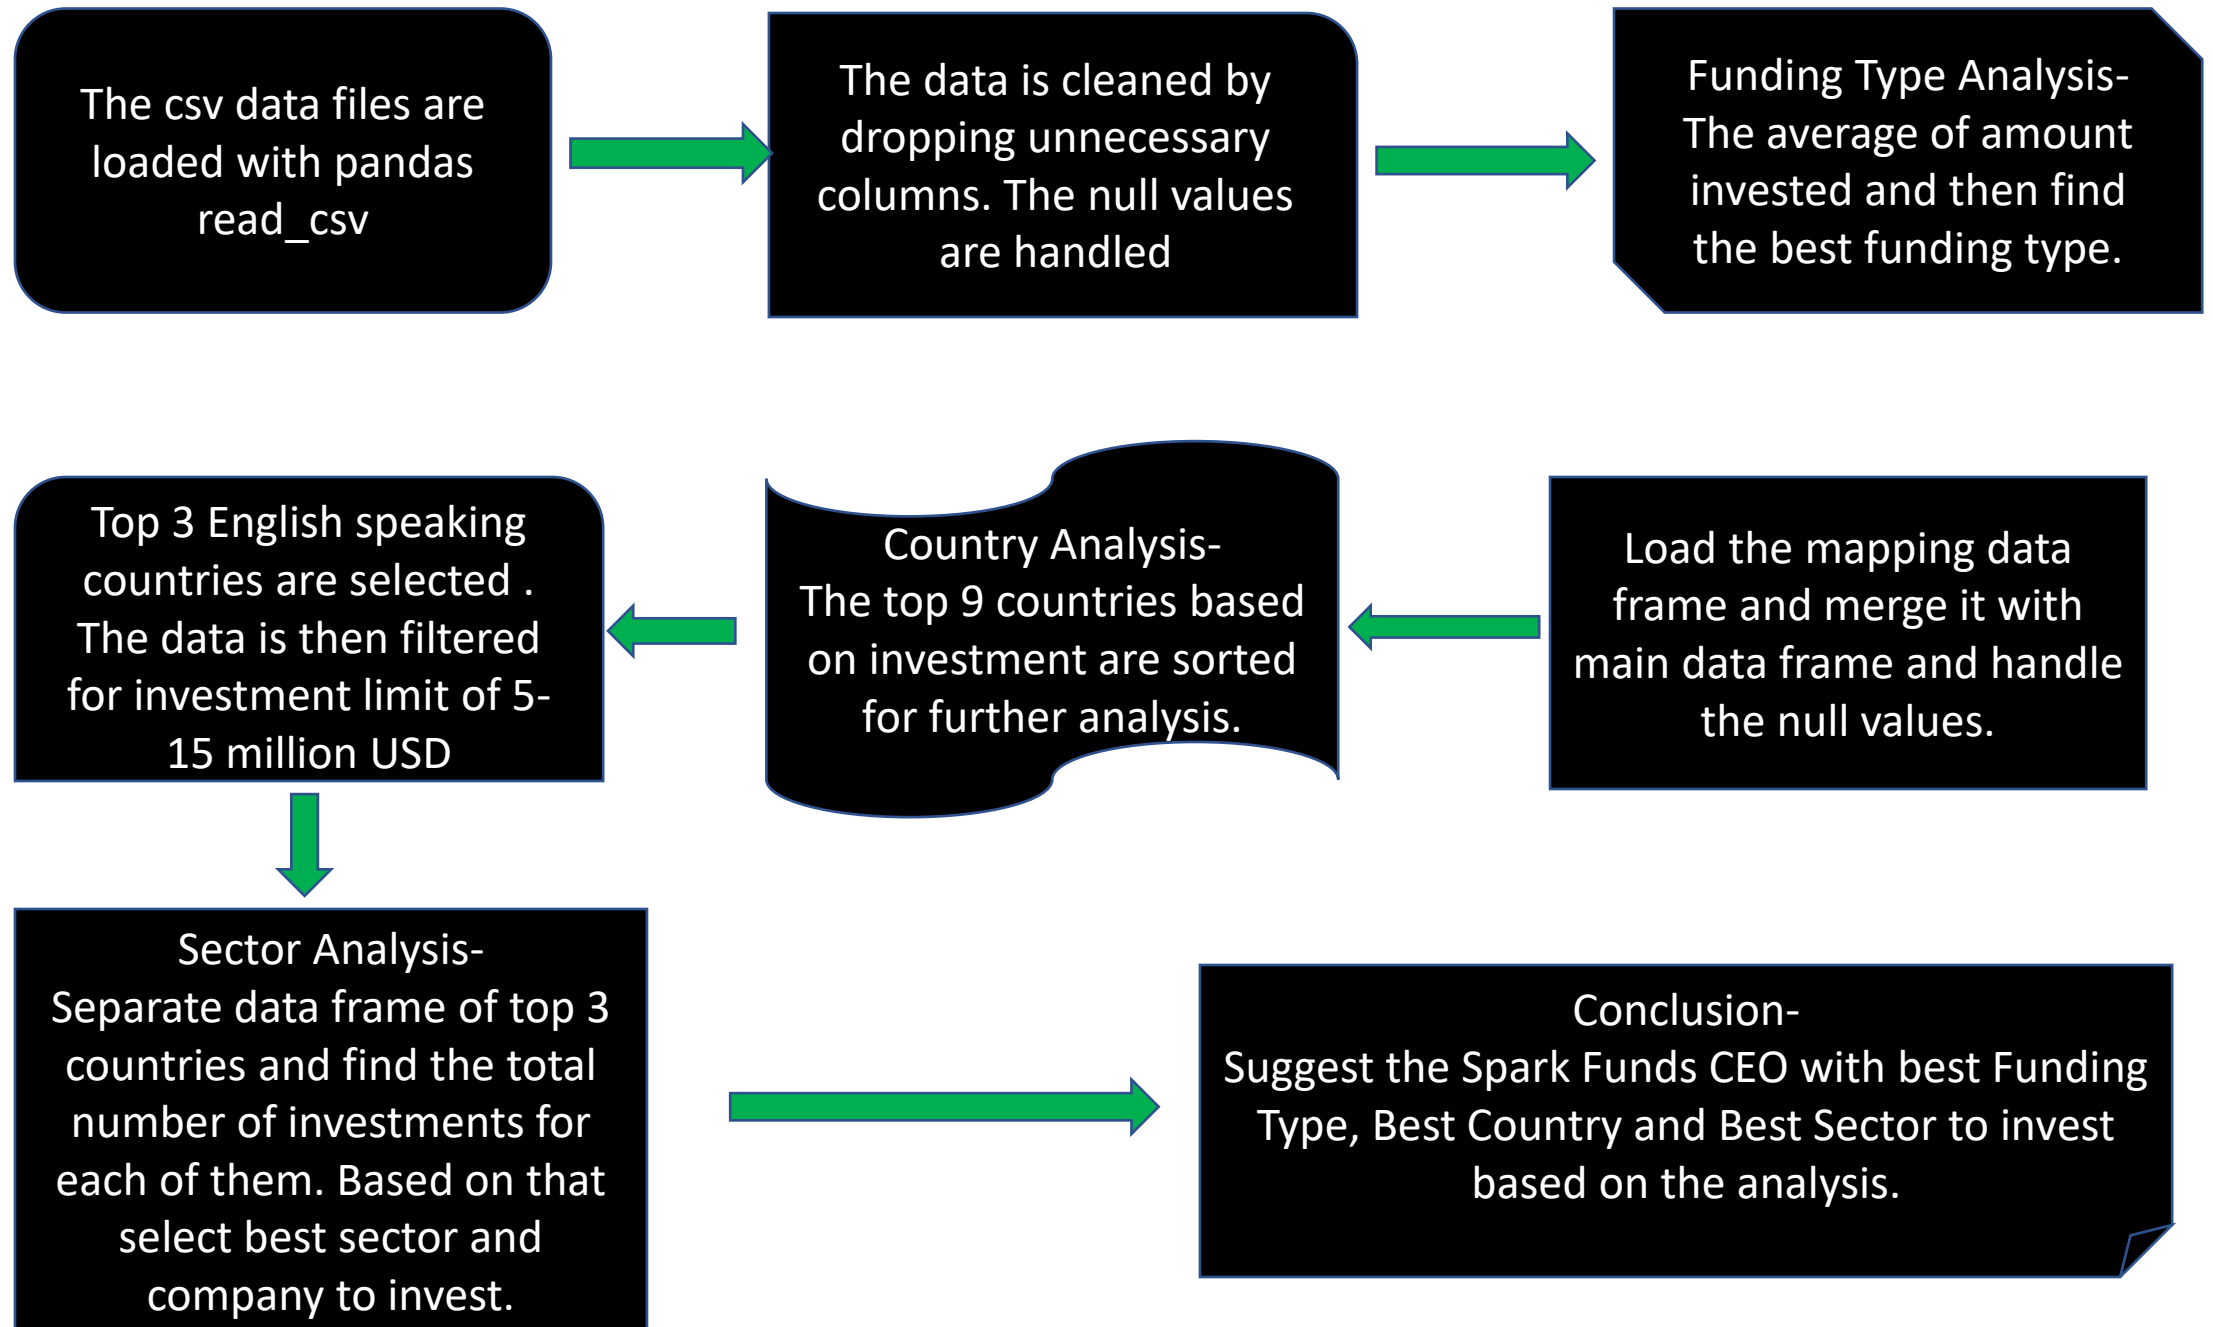 The csv data files are
loaded with pandas
read_csv
The data is cleaned by
dropping unnecessary
columns. The null values
are handled
Funding Type Analysis-
The average of amount
invested and then find
the best funding type.
Load the mapping data
frame and merge it with
main data frame and handle
the null values.
Country Analysis-
The top 9 countries based
on investment are sorted
for further analysis.
Top 3 English speaking
countries are selected .
The data is then filtered
for investment limit of 5-
15 million USD
Sector Analysis-
Separate data frame of top 3
countries and find the total
number of investments for
each of them. Based on that
select best sector and
company to invest.
Conclusion-
Suggest the Spark Funds CEO with best Funding
Type, Best Country and Best Sector to invest
based on the analysis.